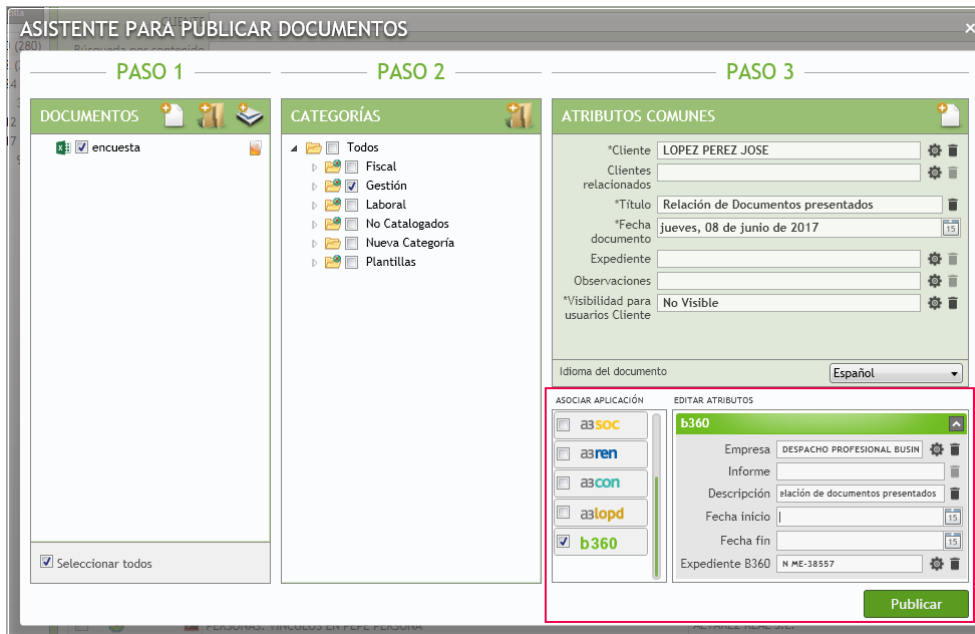 ASISTENTE PARA PUBLICAR DOCUMENTOS
PASO 1
PASO 2
PASO 3
DOCUMENTOS
encuesta
Seleccionar todos
CATEGORÍAS
Todos
Fiscal
Gestión
Laboral
No Catalogados
Nueva Categoría
Plantillas
ATRIBUTOS COMUNES
*Cliente LOPEZ PEREZ JOSE
Clientes
relacionados
*Título Relación de Documentos presentados
*Fecha
documento
jueves, 08 de junio de 2017
15
Expediente
Observaciones
*Visibilidad para
usuarios Cliente
No Visible
Idioma del documento Español
ASOCIAR APLICACIÓN
a3soc
a3ren
a3con
a3lopd
b360
EDITAR ATRIBUTOS
b360
Empresa DESPACHO PROFESIONAL BUSIN
Informe
Descripción elación de documentos presentados
Fecha inicio 15
Fecha fin 15
Expediente B360 N ME-38557
Publicar